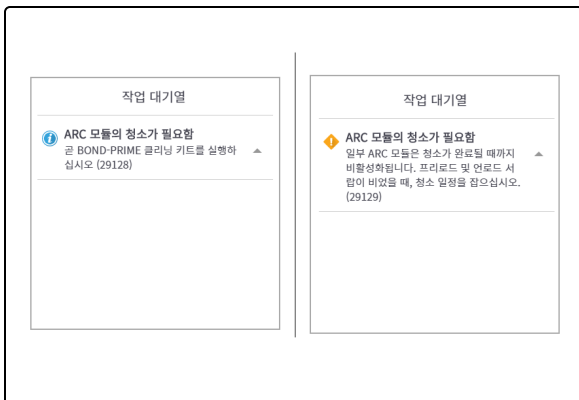 작업 대기열
ARC 모듈의 청소가 필요함
곧 BOND-PRIME 클리닝 키트를 실행하
십시오 (29128)
작업 대기열
ARC 모듈의 청소가 필요함
일부 ARC 모듈은 청소가 완료될 때까지
비활성화됩니다. 프리로드 및 언로드 서
랍이 비었을 때, 청소 일정을 잡으십시오.
(29129)